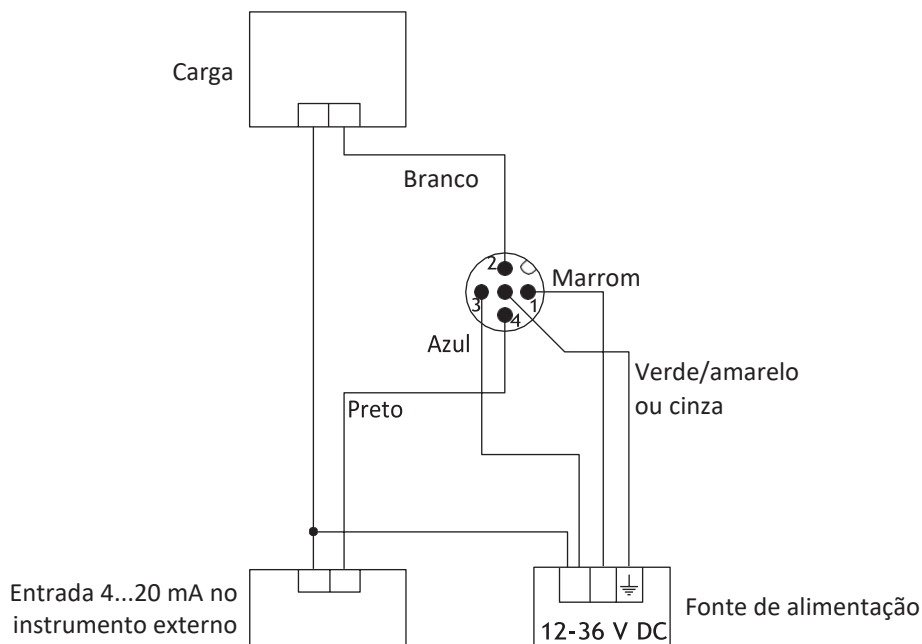 Carga
Branco
2
Marrom
3
1
4
Azul
Verde/amarelo
ou cinza
Preto
Entrada 4...20 mA no
instrumento externo
12-36 V DC
Fonte de alimentação